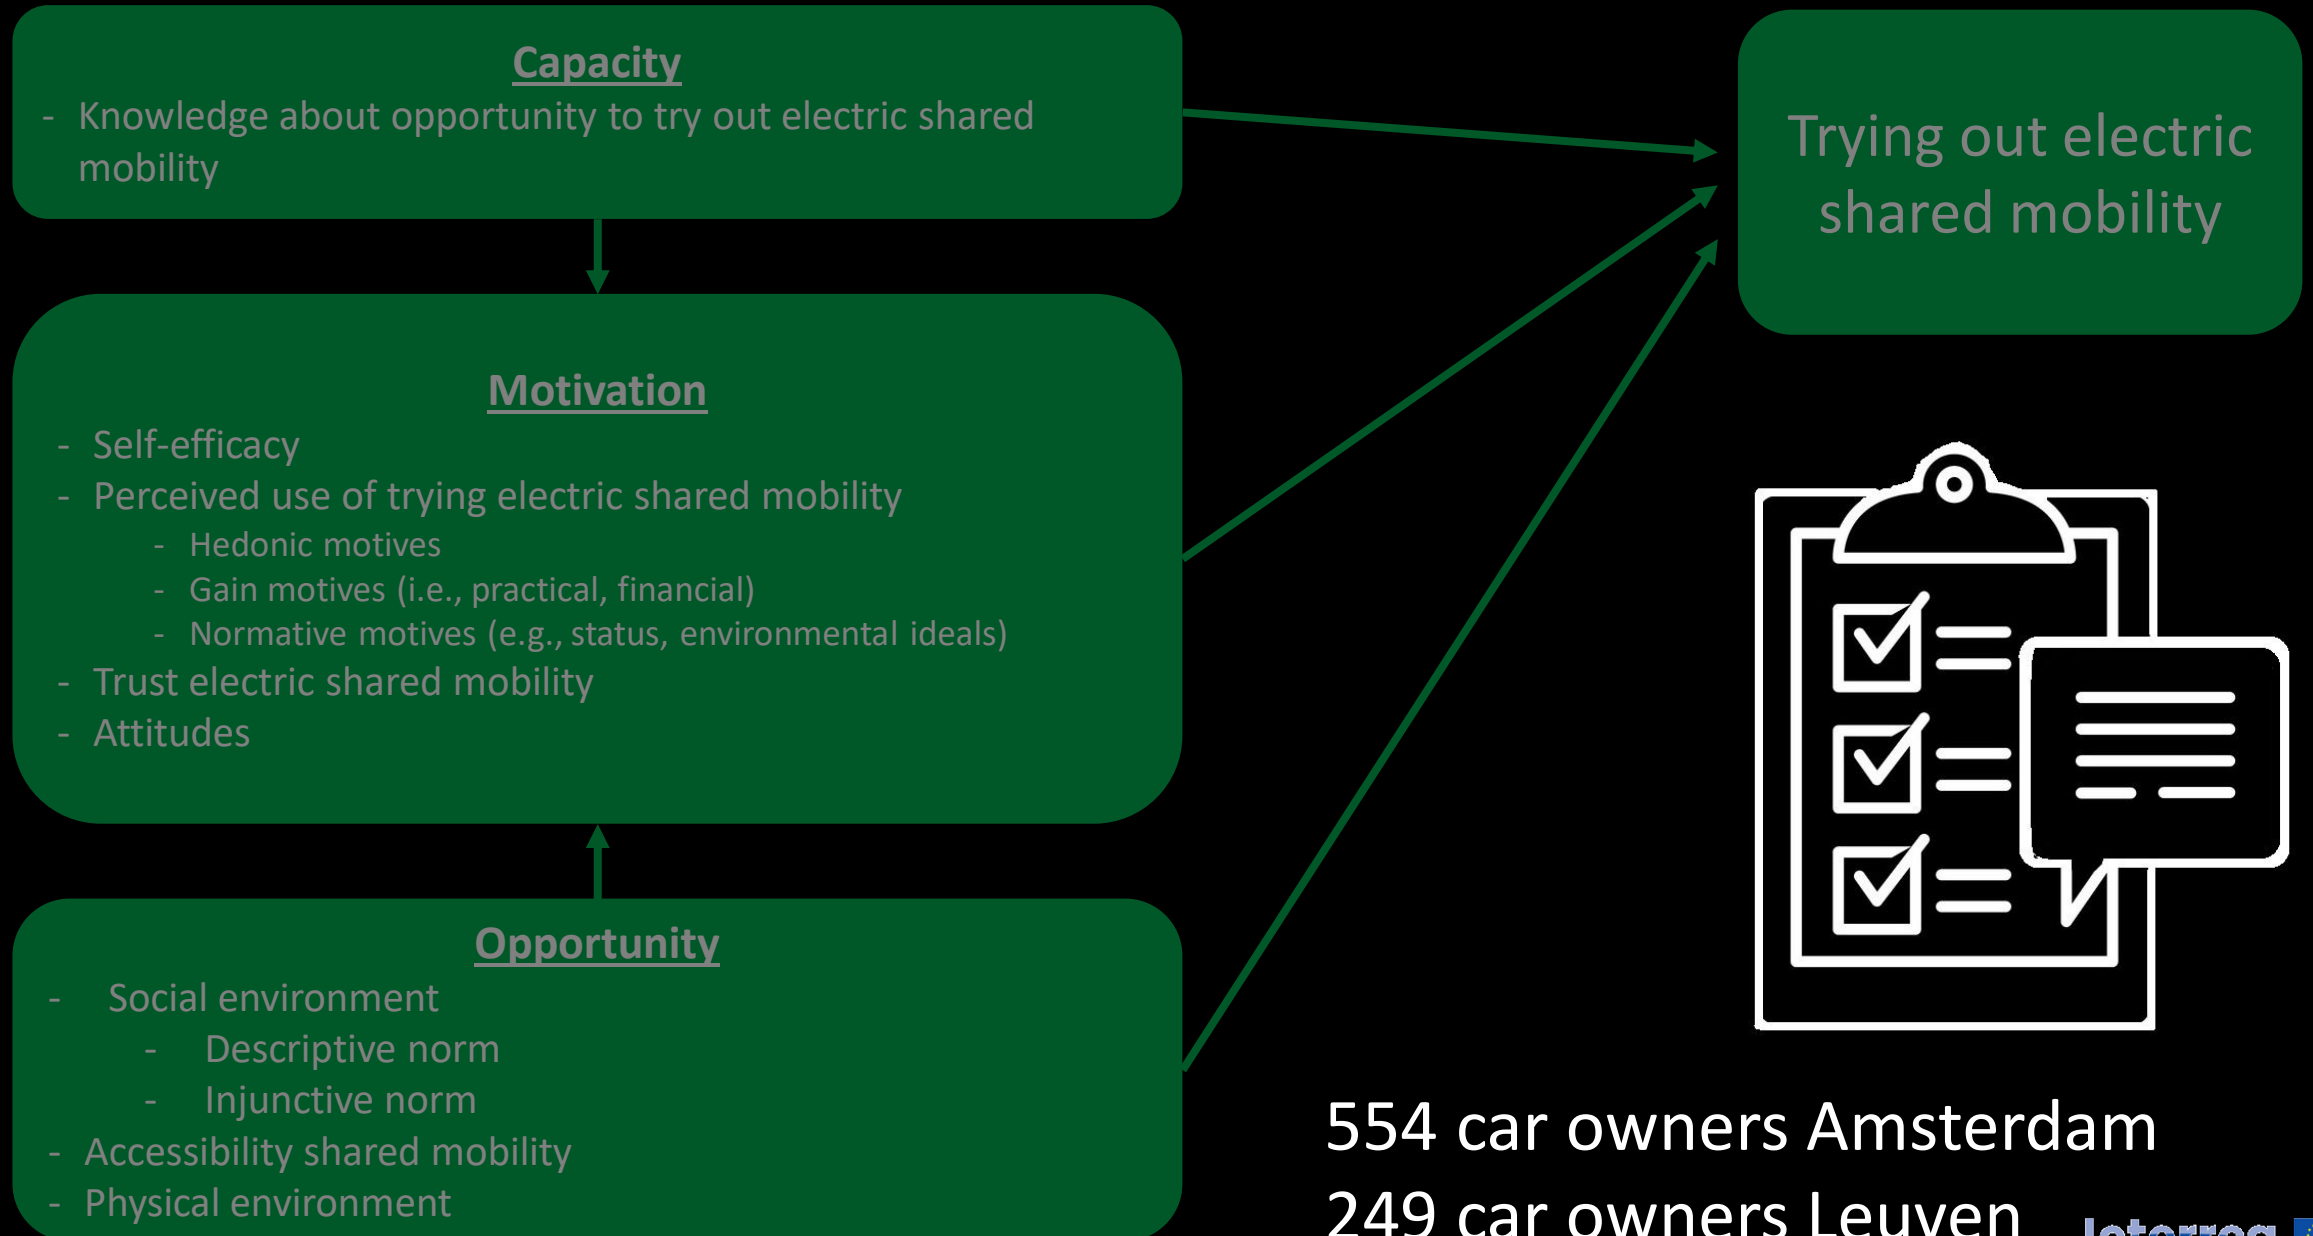 Capacity
- Knowledge about opportunity to try out electric shared
mobility
Motivation
- Self-efficacy
- Perceived use of trying electric shared mobility
- Hedonic motives
- Gain motives (i.e., practical, financial)
- Normative motives (e.g., status, environmental ideals)
- Trust electric shared mobility
- Attitudes
Opportunity
- Social environment
- Descriptive norm
- Injunctive norm
- Accessibility shared mobility
- Physical environment
Trying out electric
shared mobility
554 car owners Amsterdam
249 car owners Leuven
Interreg